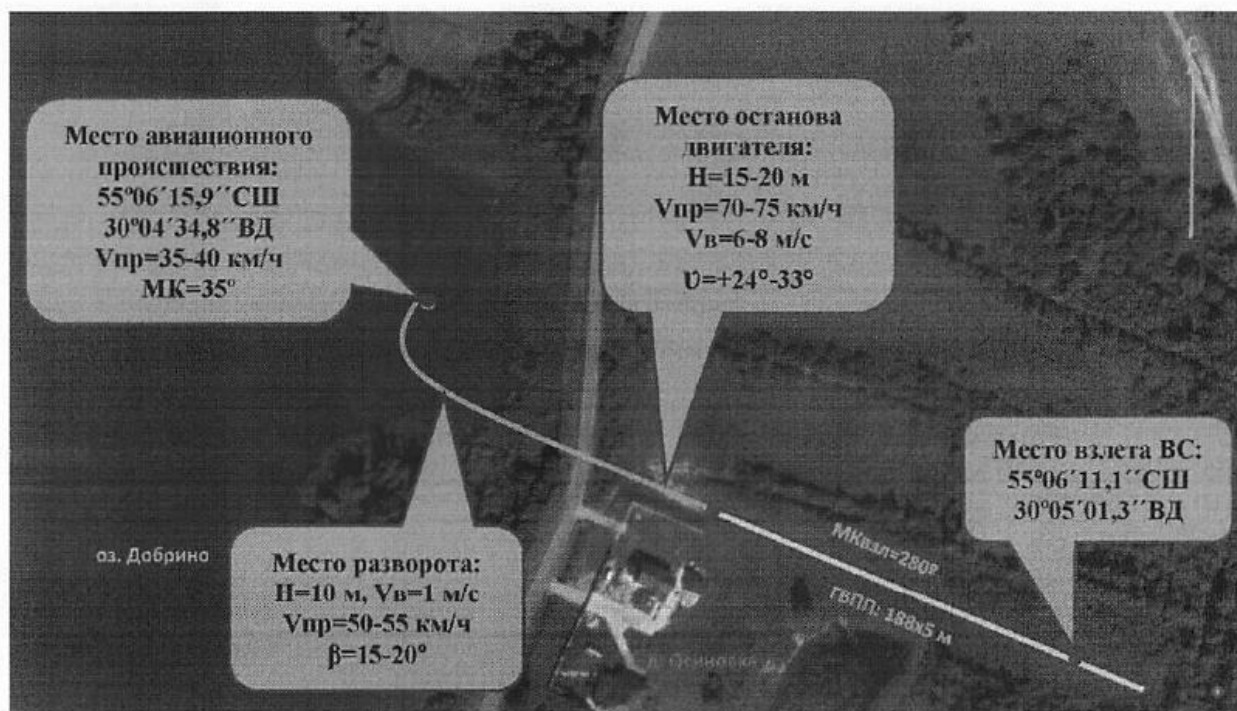 Место авиационного
происшествия:
55º06´15,9´´СШ
30º04´34,8´´ВД
Vпр=35-40 км/ч
МК=35º
Место останова
двигателя:
Н=15-20 м
Vпр=70-75 км/ч
Vв=6-8 м/с
υ=+24°-33°
Место взлета ВС:
55º06´11,1´´СШ
30º05´01,3´´ВД
МКвзл=280º
ГВПП: 188х5 м
оз. Добрино
Место разворота:
Н=10 м, Vв=1 м/с
Vпр=50-55 км/ч
β=15-20°